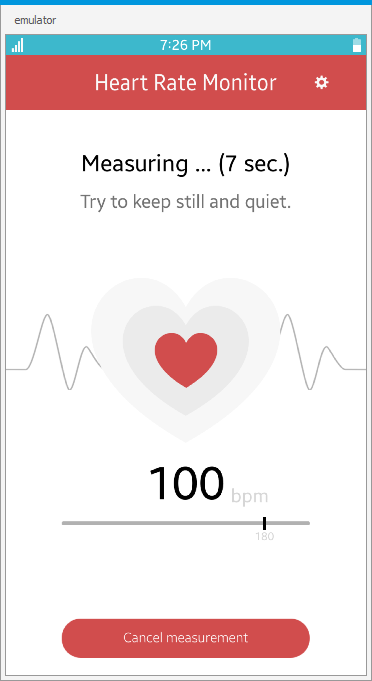 emulator
7:26 PM
Heart Rate Monitor
Measuring ... (7 sec.)
Try to keep still and quiet.
100 bpm
180
Cancel measurement